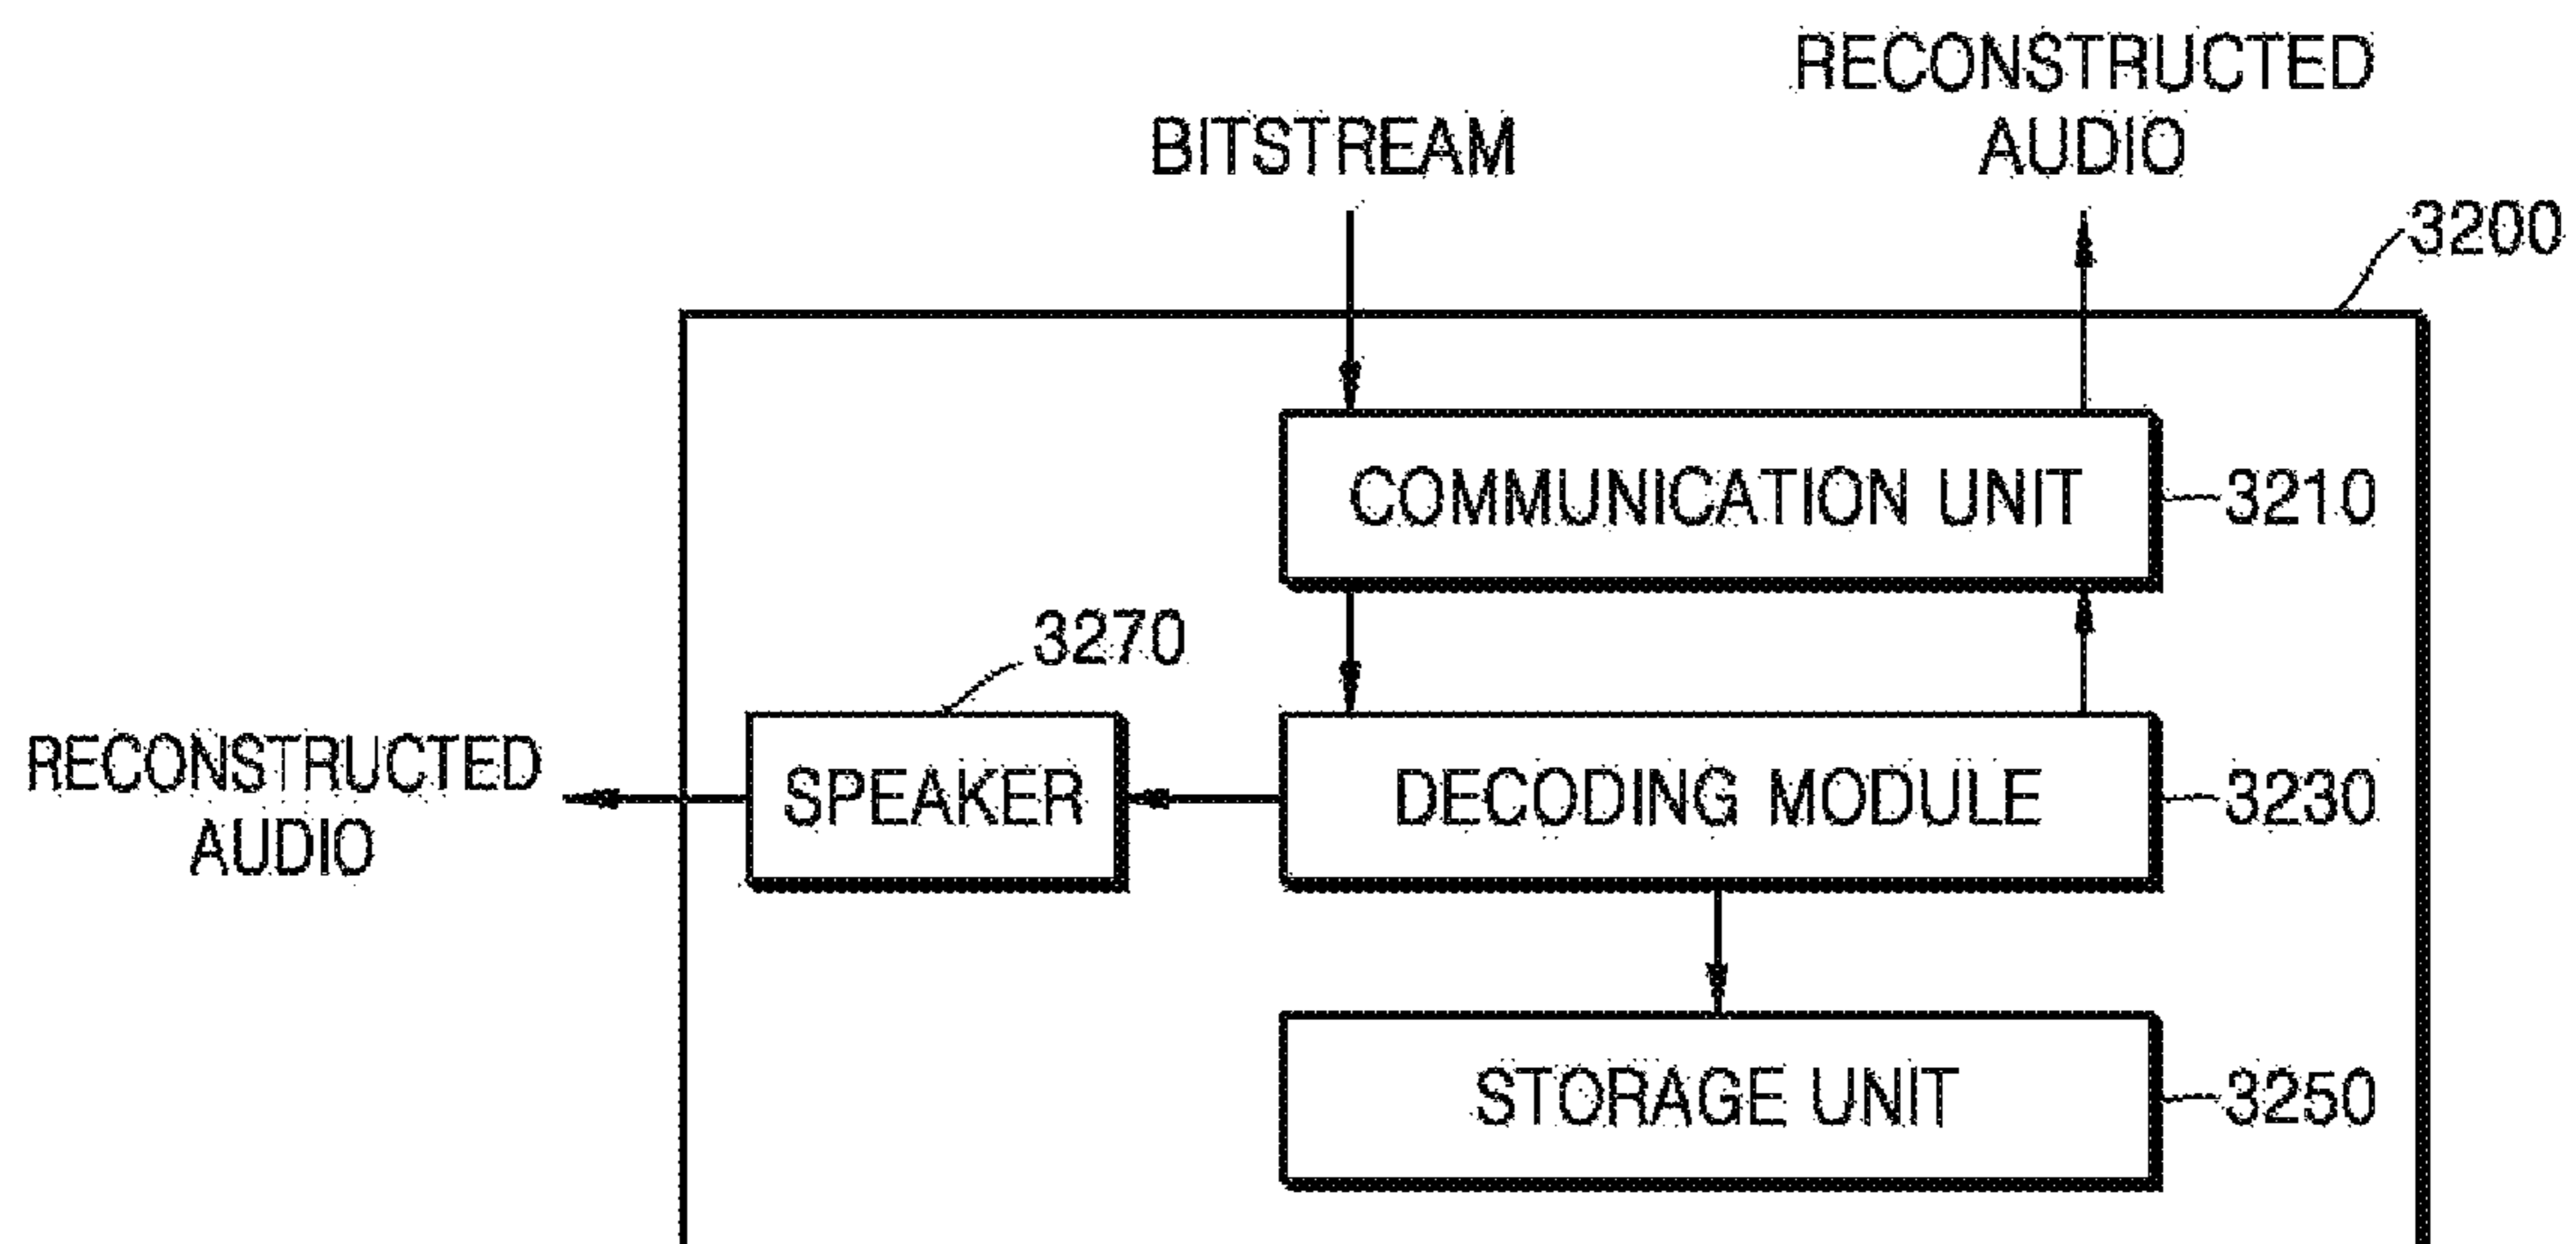 RECONSTRUCTED
AUDIO
BITSTREAM
3200
COMMUNICATION UNIT
3210
3270
RECONSTRUCTED
AUDIO
SPEAKER
DECODING MODULE
3230
STORAGE UNIT
3250